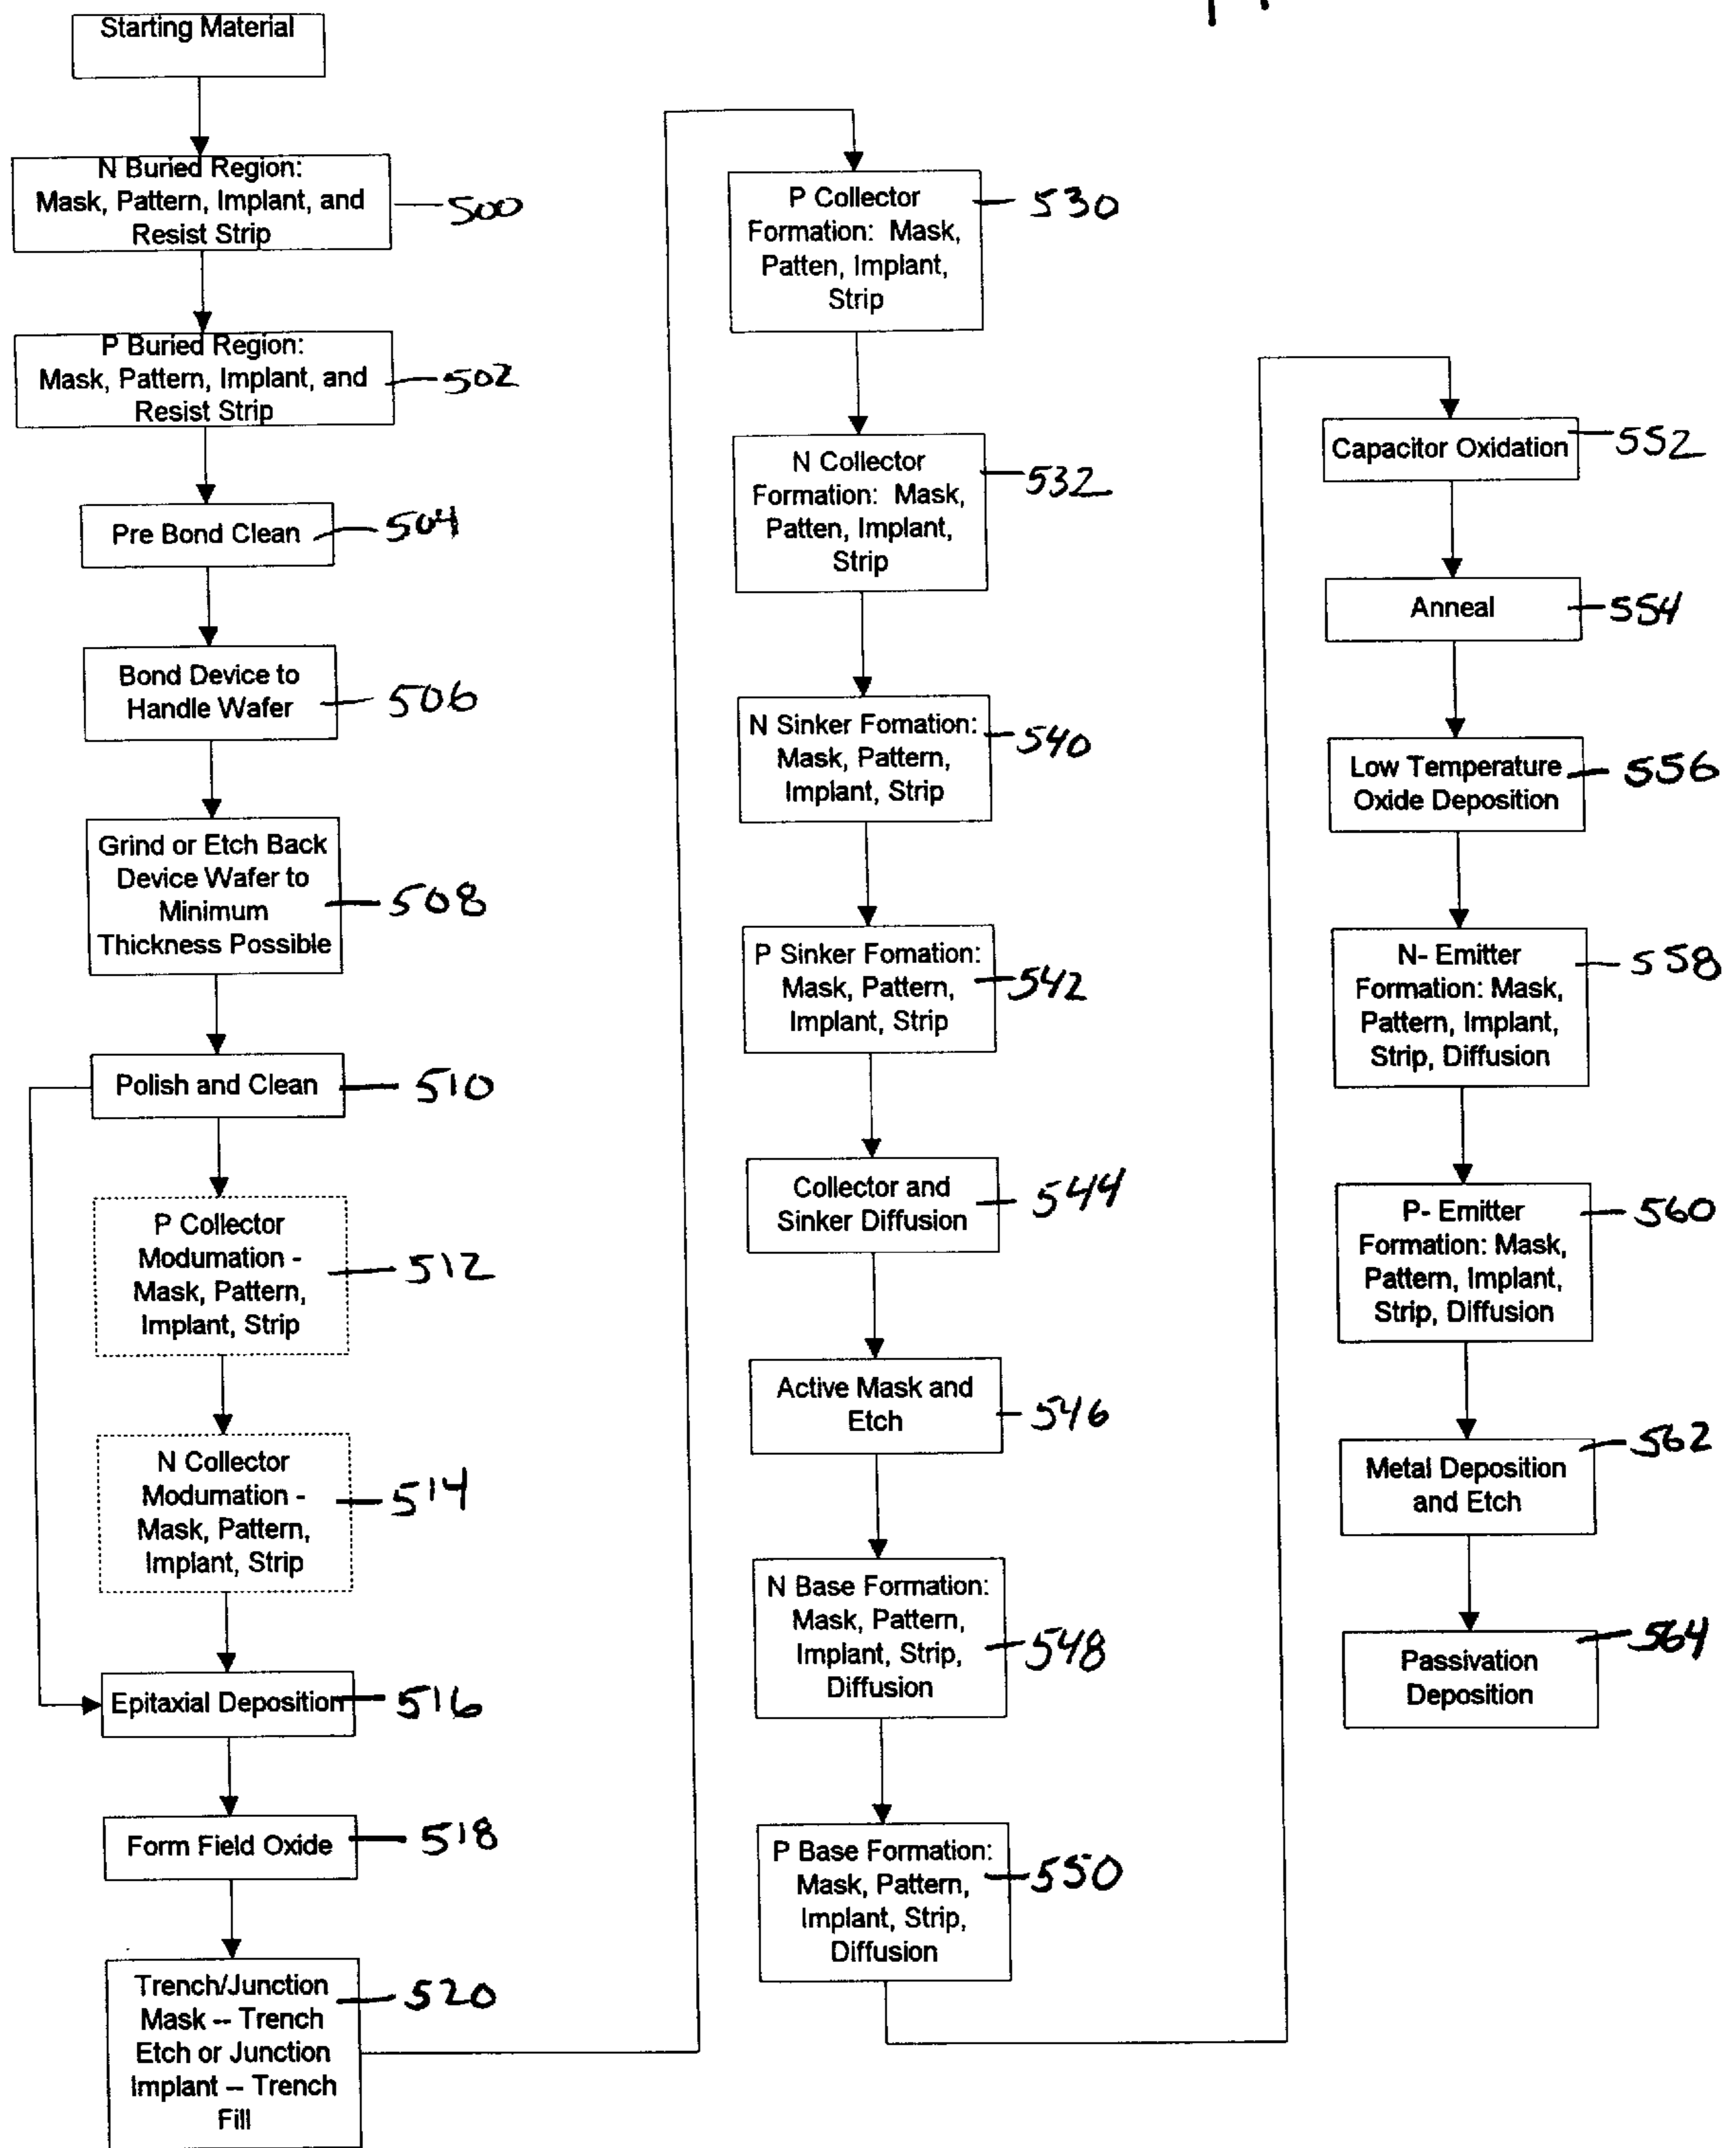 Starting Material
N Buried Region:
Mask, Pattern, Implant, and
Resist Strip
500
P Buried Region:
Mask, Pattern, Implant, and
Resist Strip
502
Pre Bond Clean
504
Bond Device to
Handle Wafer
506
Grind or Etch Back
Device Wafer to
Minimum
Thickness Possible
508
Polish and Clean
510
P Collector
Modumation -
Mask, Pattern,
Implant, Strip
512
N Collector
Modumation -
Mask, Pattern,
Implant, Strip
514
Epitaxial Deposition
516
Form Field Oxide
518
Trench/Junction
Mask -- Trench
Etch or Junction
Implant -- Trench
Fill
520
P Collector
Formation: Mask,
Patten, Implant,
Strip
530
N Collector
Formation: Mask,
Patten, Implant,
Strip
532
N Sinker Fomation:
Mask, Pattern,
Implant, Strip
540
P Sinker Fomation:
Mask, Pattern,
Implant, Strip
542
Collector and
Sinker Diffusion
544
Active Mask and
Etch
546
N Base Formation:
Mask, Pattern,
Implant, Strip,
Diffusion
548
P Base Formation:
Mask, Pattern,
Implant, Strip,
Diffusion
550
Capacitor Oxidation
552
Anneal
554
Low Temperature
Oxide Deposition
556
N- Emitter
Formation: Mask,
Pattern, Implant,
Strip, Diffusion
558
P- Emitter
Formation: Mask,
Pattern, Implant,
Strip, Diffusion
560
Metal Deposition
and Etch
562
Passivation
Deposition
564